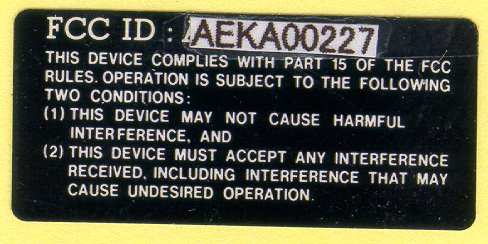 FCC ID : AEKA00227
THIS DEVICE COMPLIES WITH PART 15 OF THE FCC
RULES. OPERATION IS SUBJECT TO THE FOLLOWING
TWO CONDITIONS:
(1) THIS DEVICE MAY NOT CAUSE HARMFUL
INTERFERENCE, AND
(2) THIS DEVICE MUST ACCEPT ANY INTERFERENCE
RECEIVED, INCLUDING INTERFERENCE THAT MAY
CAUSE UNDESIRED OPERATION.